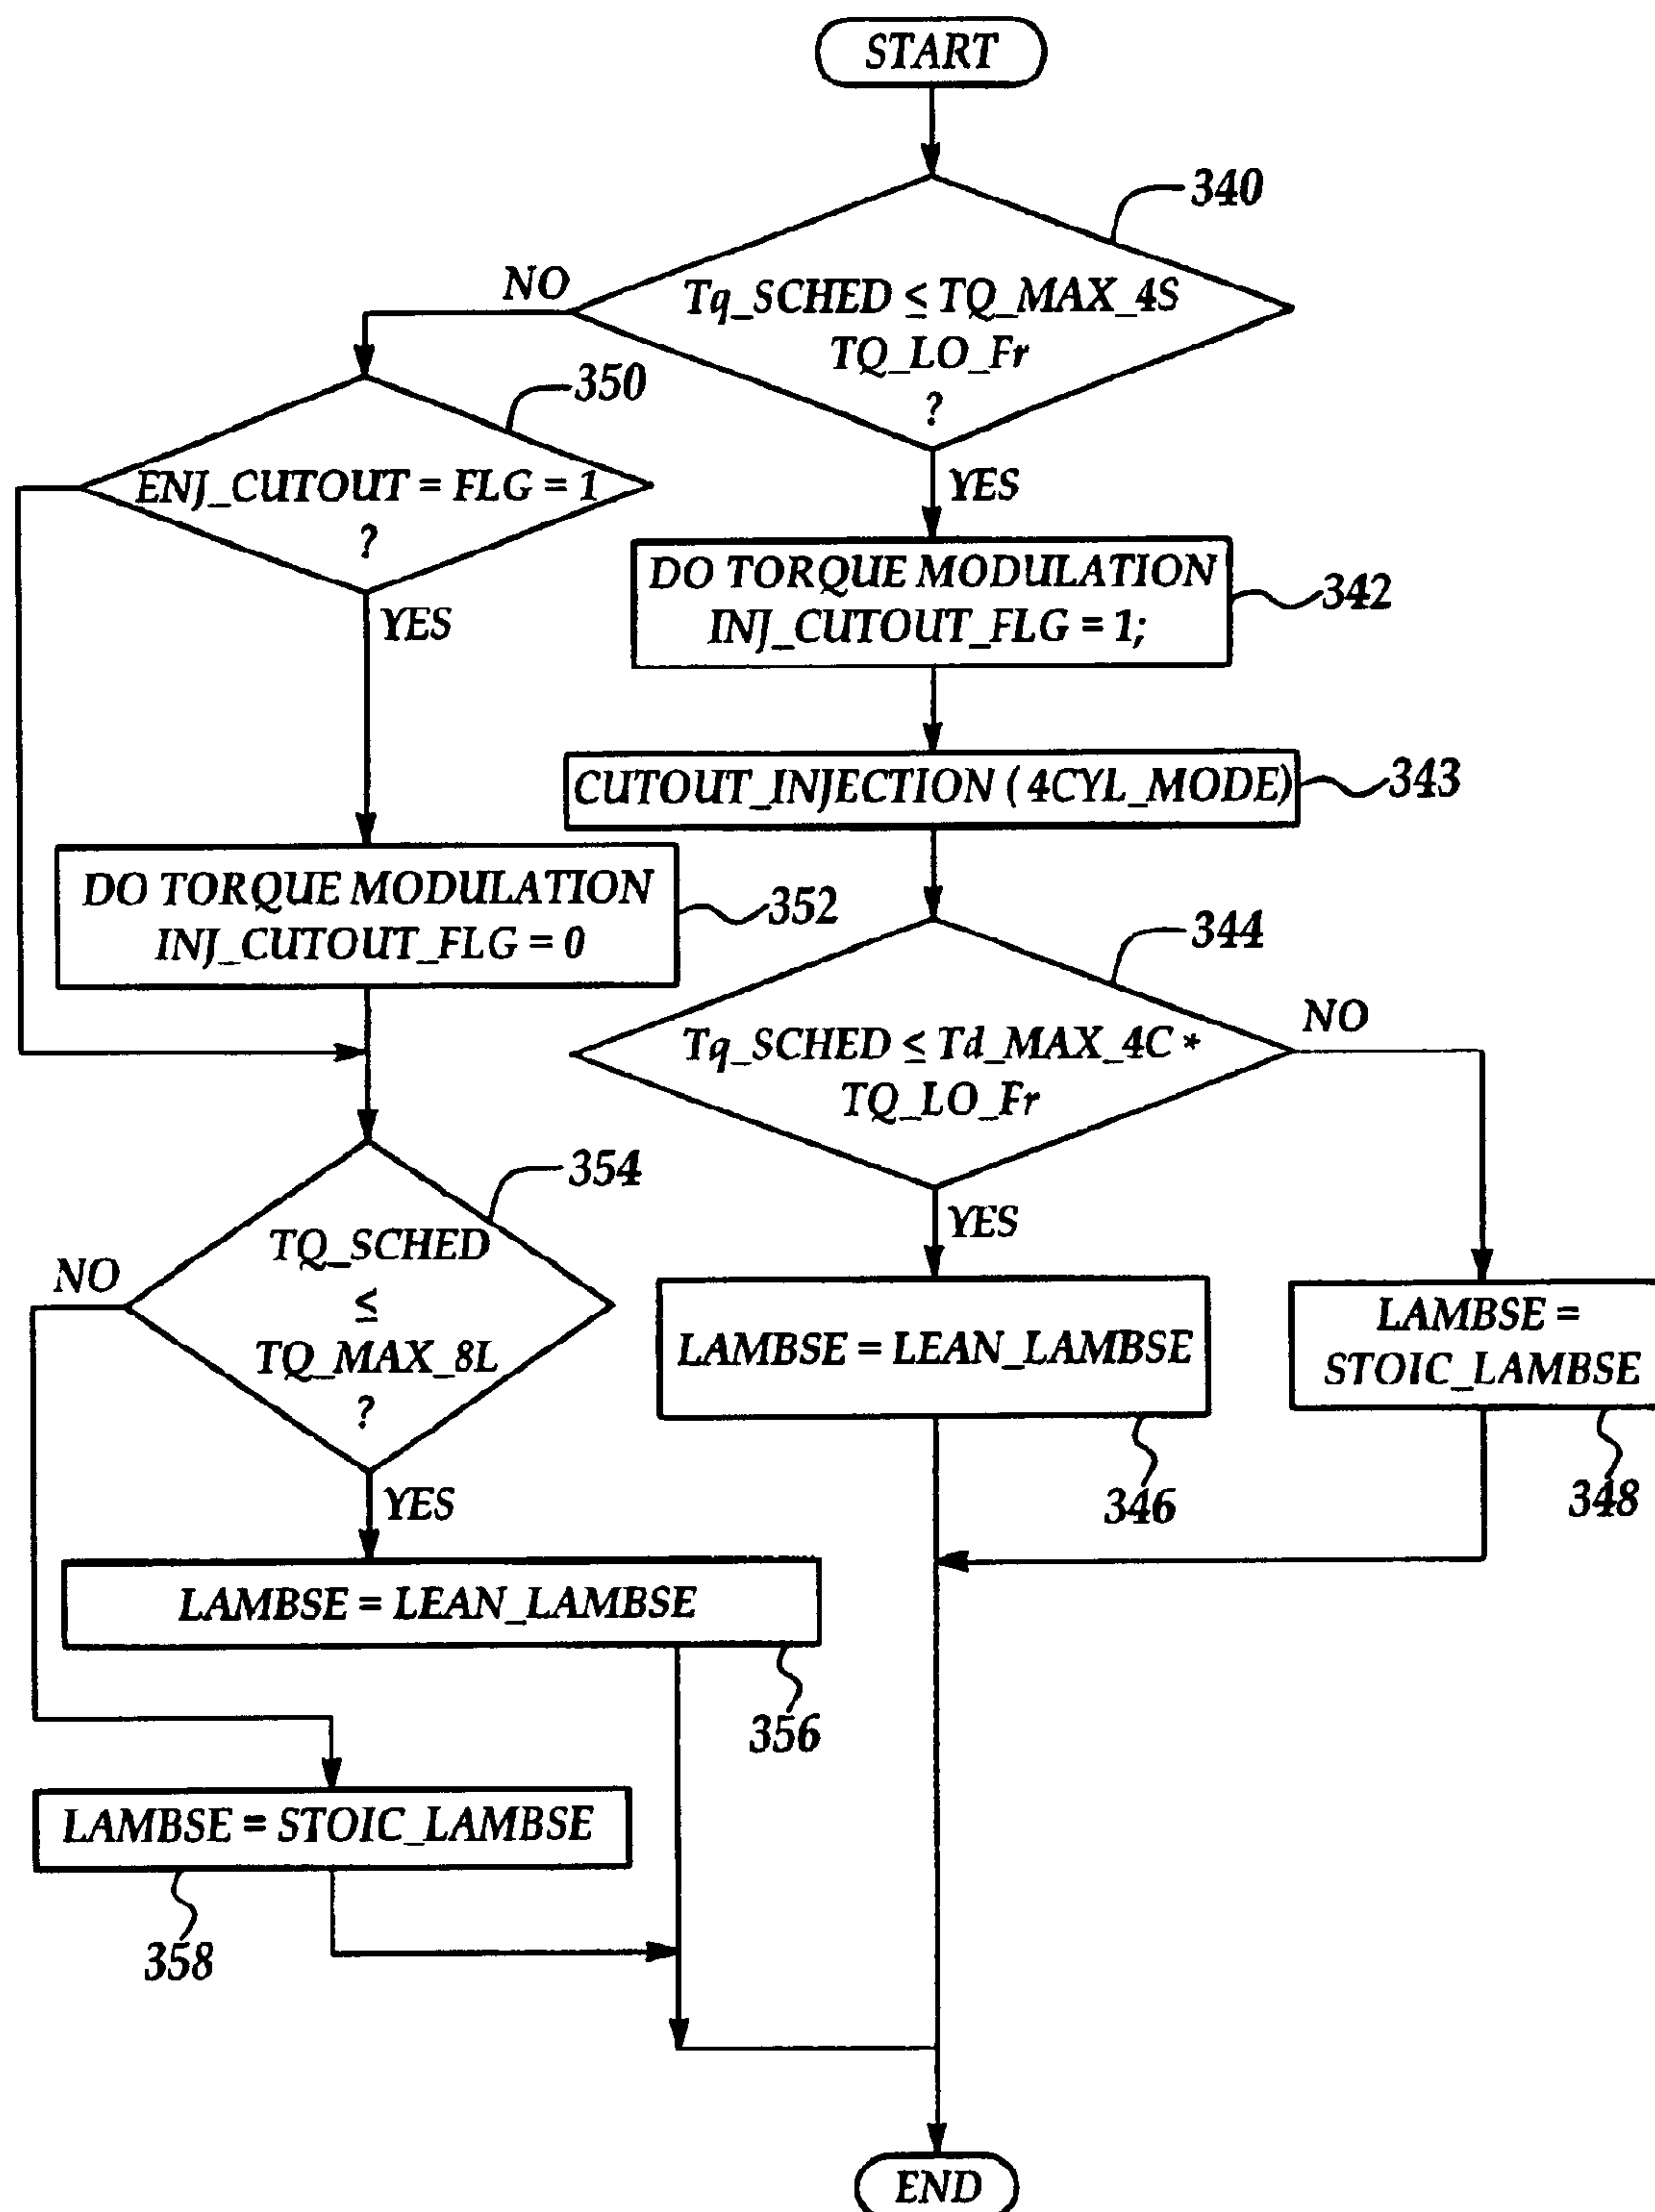 START
340
Tq_SCHED ≤ TQ_MAX_4S
TQ_LO_Fr
?
NO
YES
350
ENJ_CUTOUT = FLG = 1
?
YES
DO TORQUE MODULATION
INJ_CUTOUT_FLG = 1;
342
CUTOUT_INJECTION ( 4CYL_MODE)
343
DO TORQUE MODULATION
INJ_CUTOUT_FLG = 0
352
344
Tq_SCHED ≤ Td_MAX_4C *
TQ_LO_Fr
NO
YES
354
TQ_SCHED
≤
TQ_MAX_8L
?
NO
YES
LAMBSE = LEAN_LAMBSE
346
LAMBSE =
STOIC_LAMBSE
348
LAMBSE = LEAN_LAMBSE
356
LAMBSE = STOIC_LAMBSE
358
END